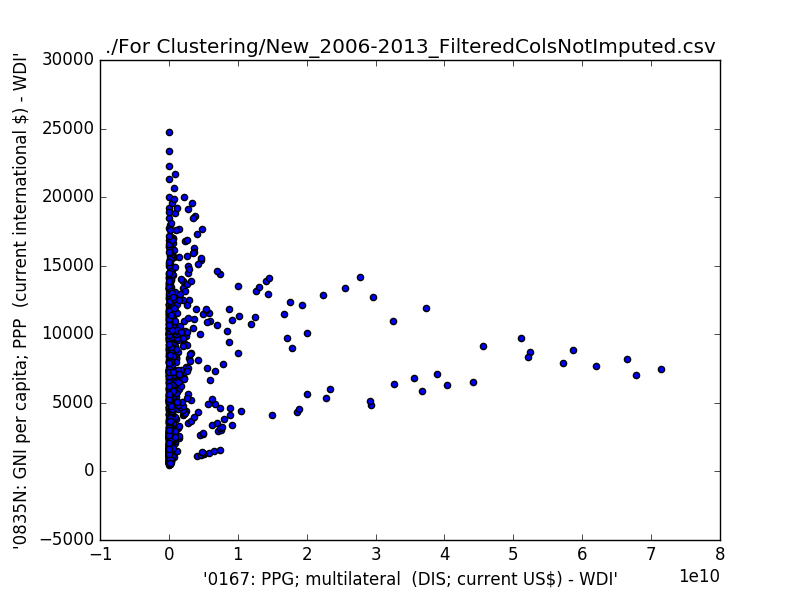 ./For Clustering/New_2006-2013_FilteredColsNotImputed.csv
'0835N: GNI per capita; PPP  (current international $) - WDI'
30000
25000
20000
15000
10000
5000
0
−5000
−1 0 1 2 3 4 5 6 7 8
1e10
'0167: PPG; multilateral  (DIS; current US$) - WDI'